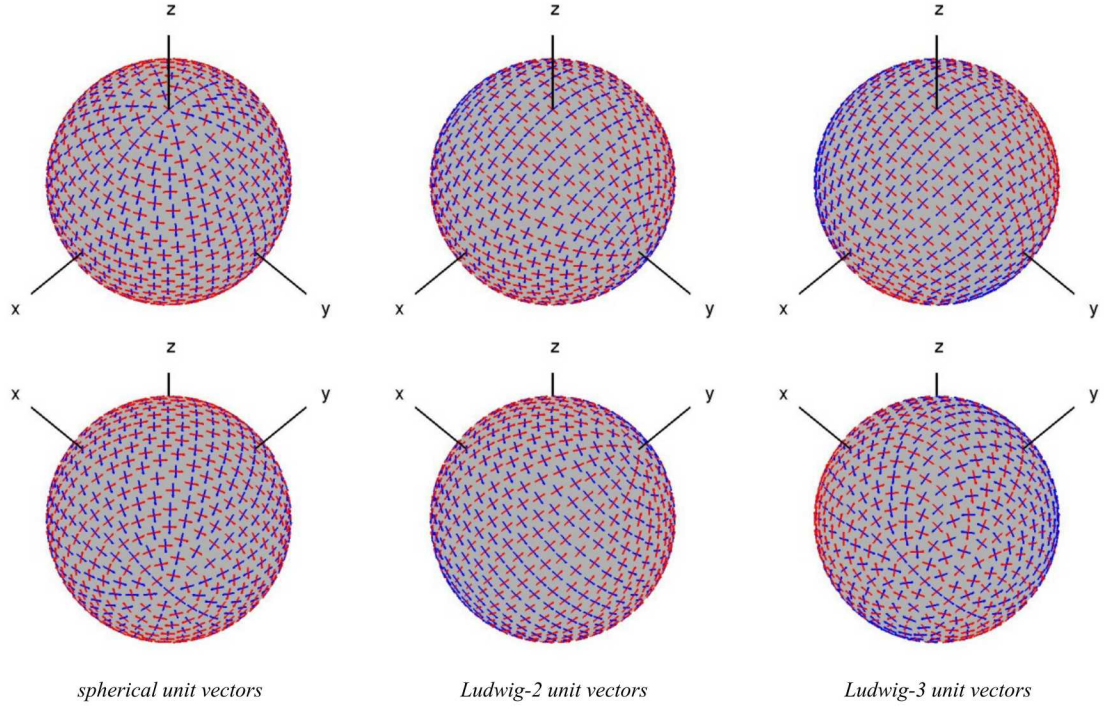 z z z
x y x y x y
z z z
x y x y x y
spherical unit vectors Ludwig-2 unit vectors Ludwig-3 unit vectors